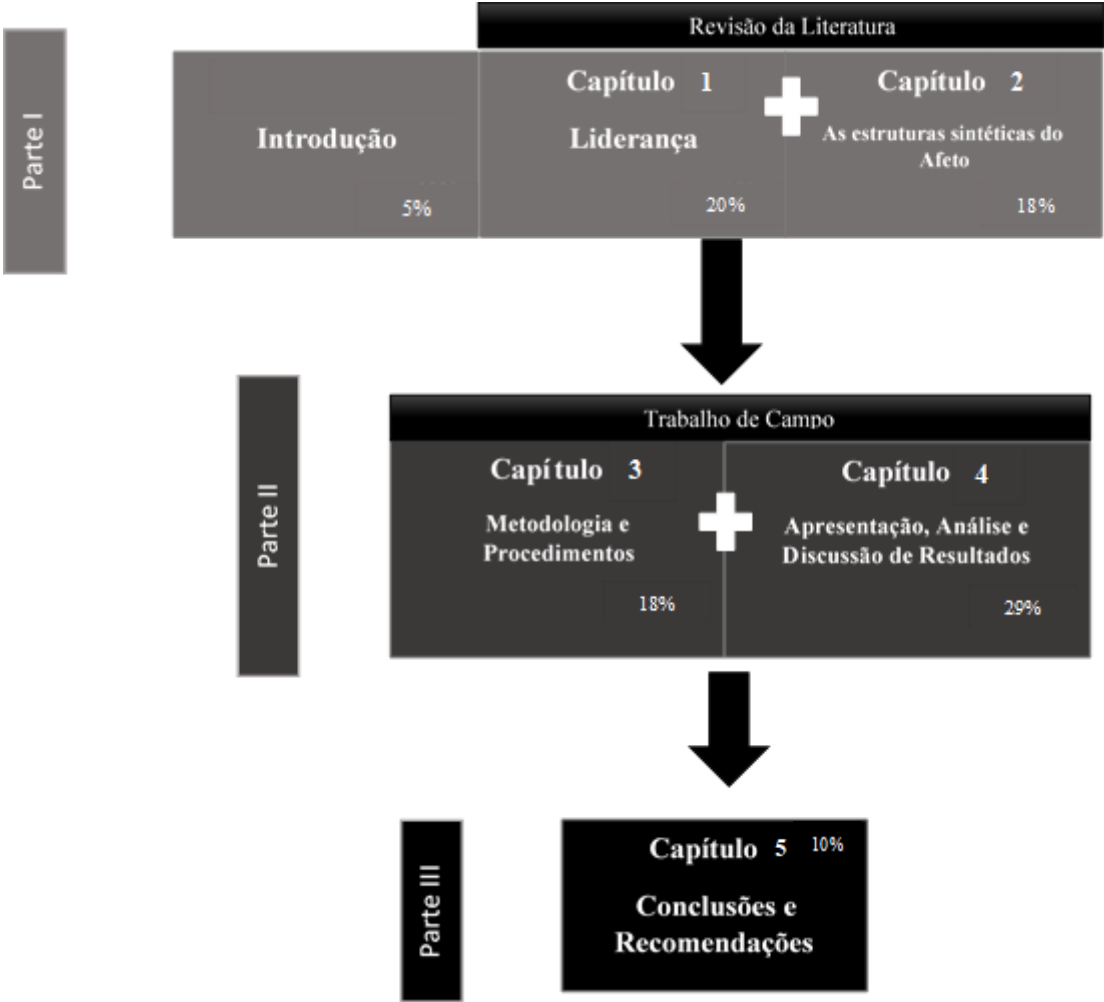 Revisão da Literatura
Parte I
Introdução
5%
Capítulo 1
Liderança
20%
Capítulo 2
As estruturas sintéticas do
Afeto
18%
Parte II
Trabalho de Campo
Capítulo 3
Metodologia e
Procedimentos
18%
Capítulo 4
Apresentação, Análise e
Discussão de Resultados
29%
Parte III
Capítulo 5 10%
Conclusões e
Recomendações